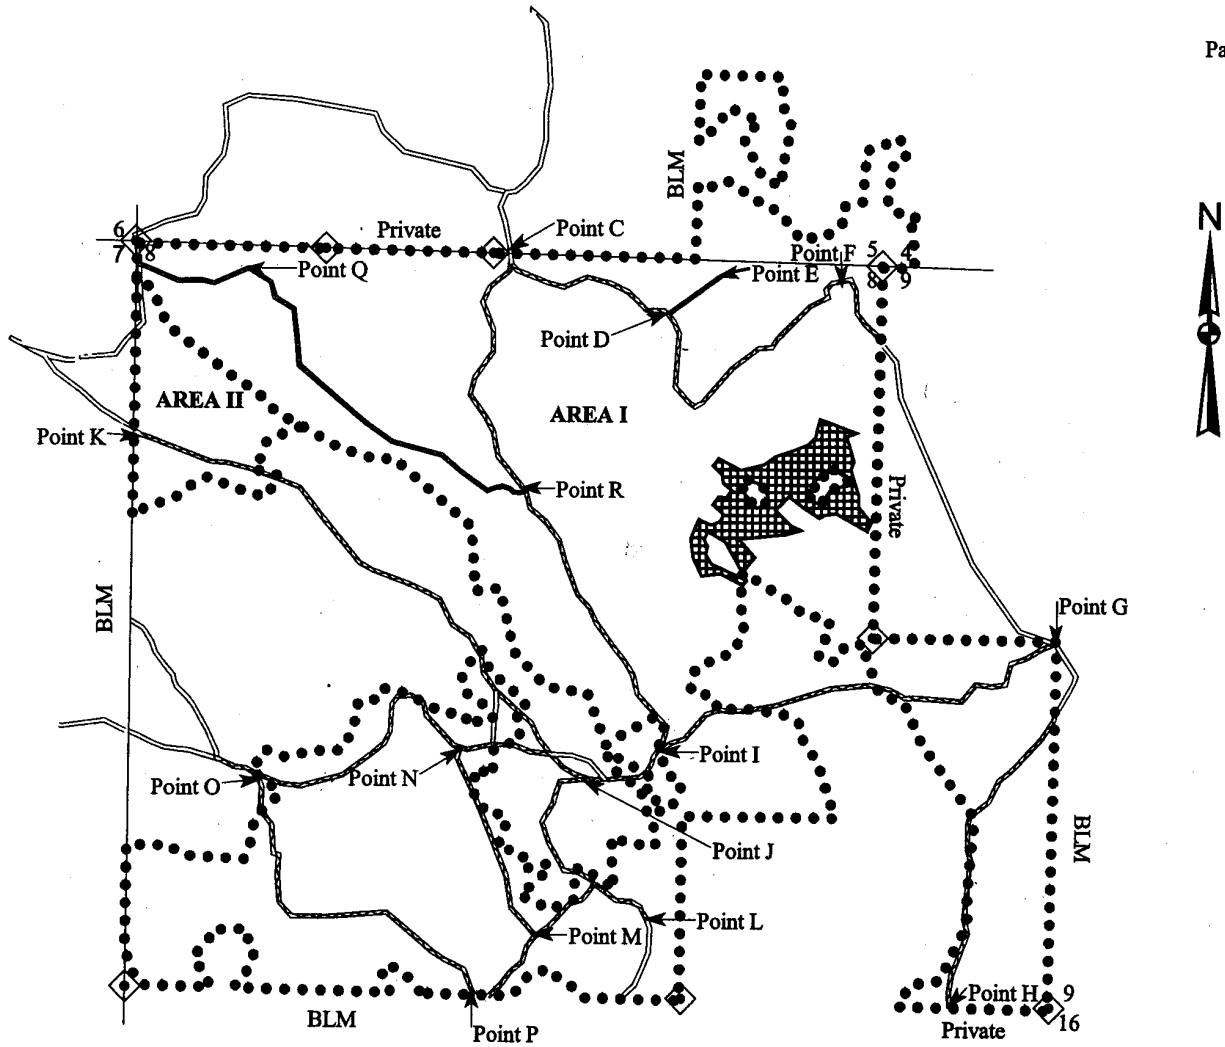 Pa
BLM
N
6
Private
Point C
5
4
7
8
Point F
8
9
Point Q
Point E
Point D
AREA II
AREA I
Point K
Point R
Private
BLM
Point G
Point I
Point O
Point N
BLM
Point J
Point L
Point M
Point H
9
BLM
16
Point P
Private